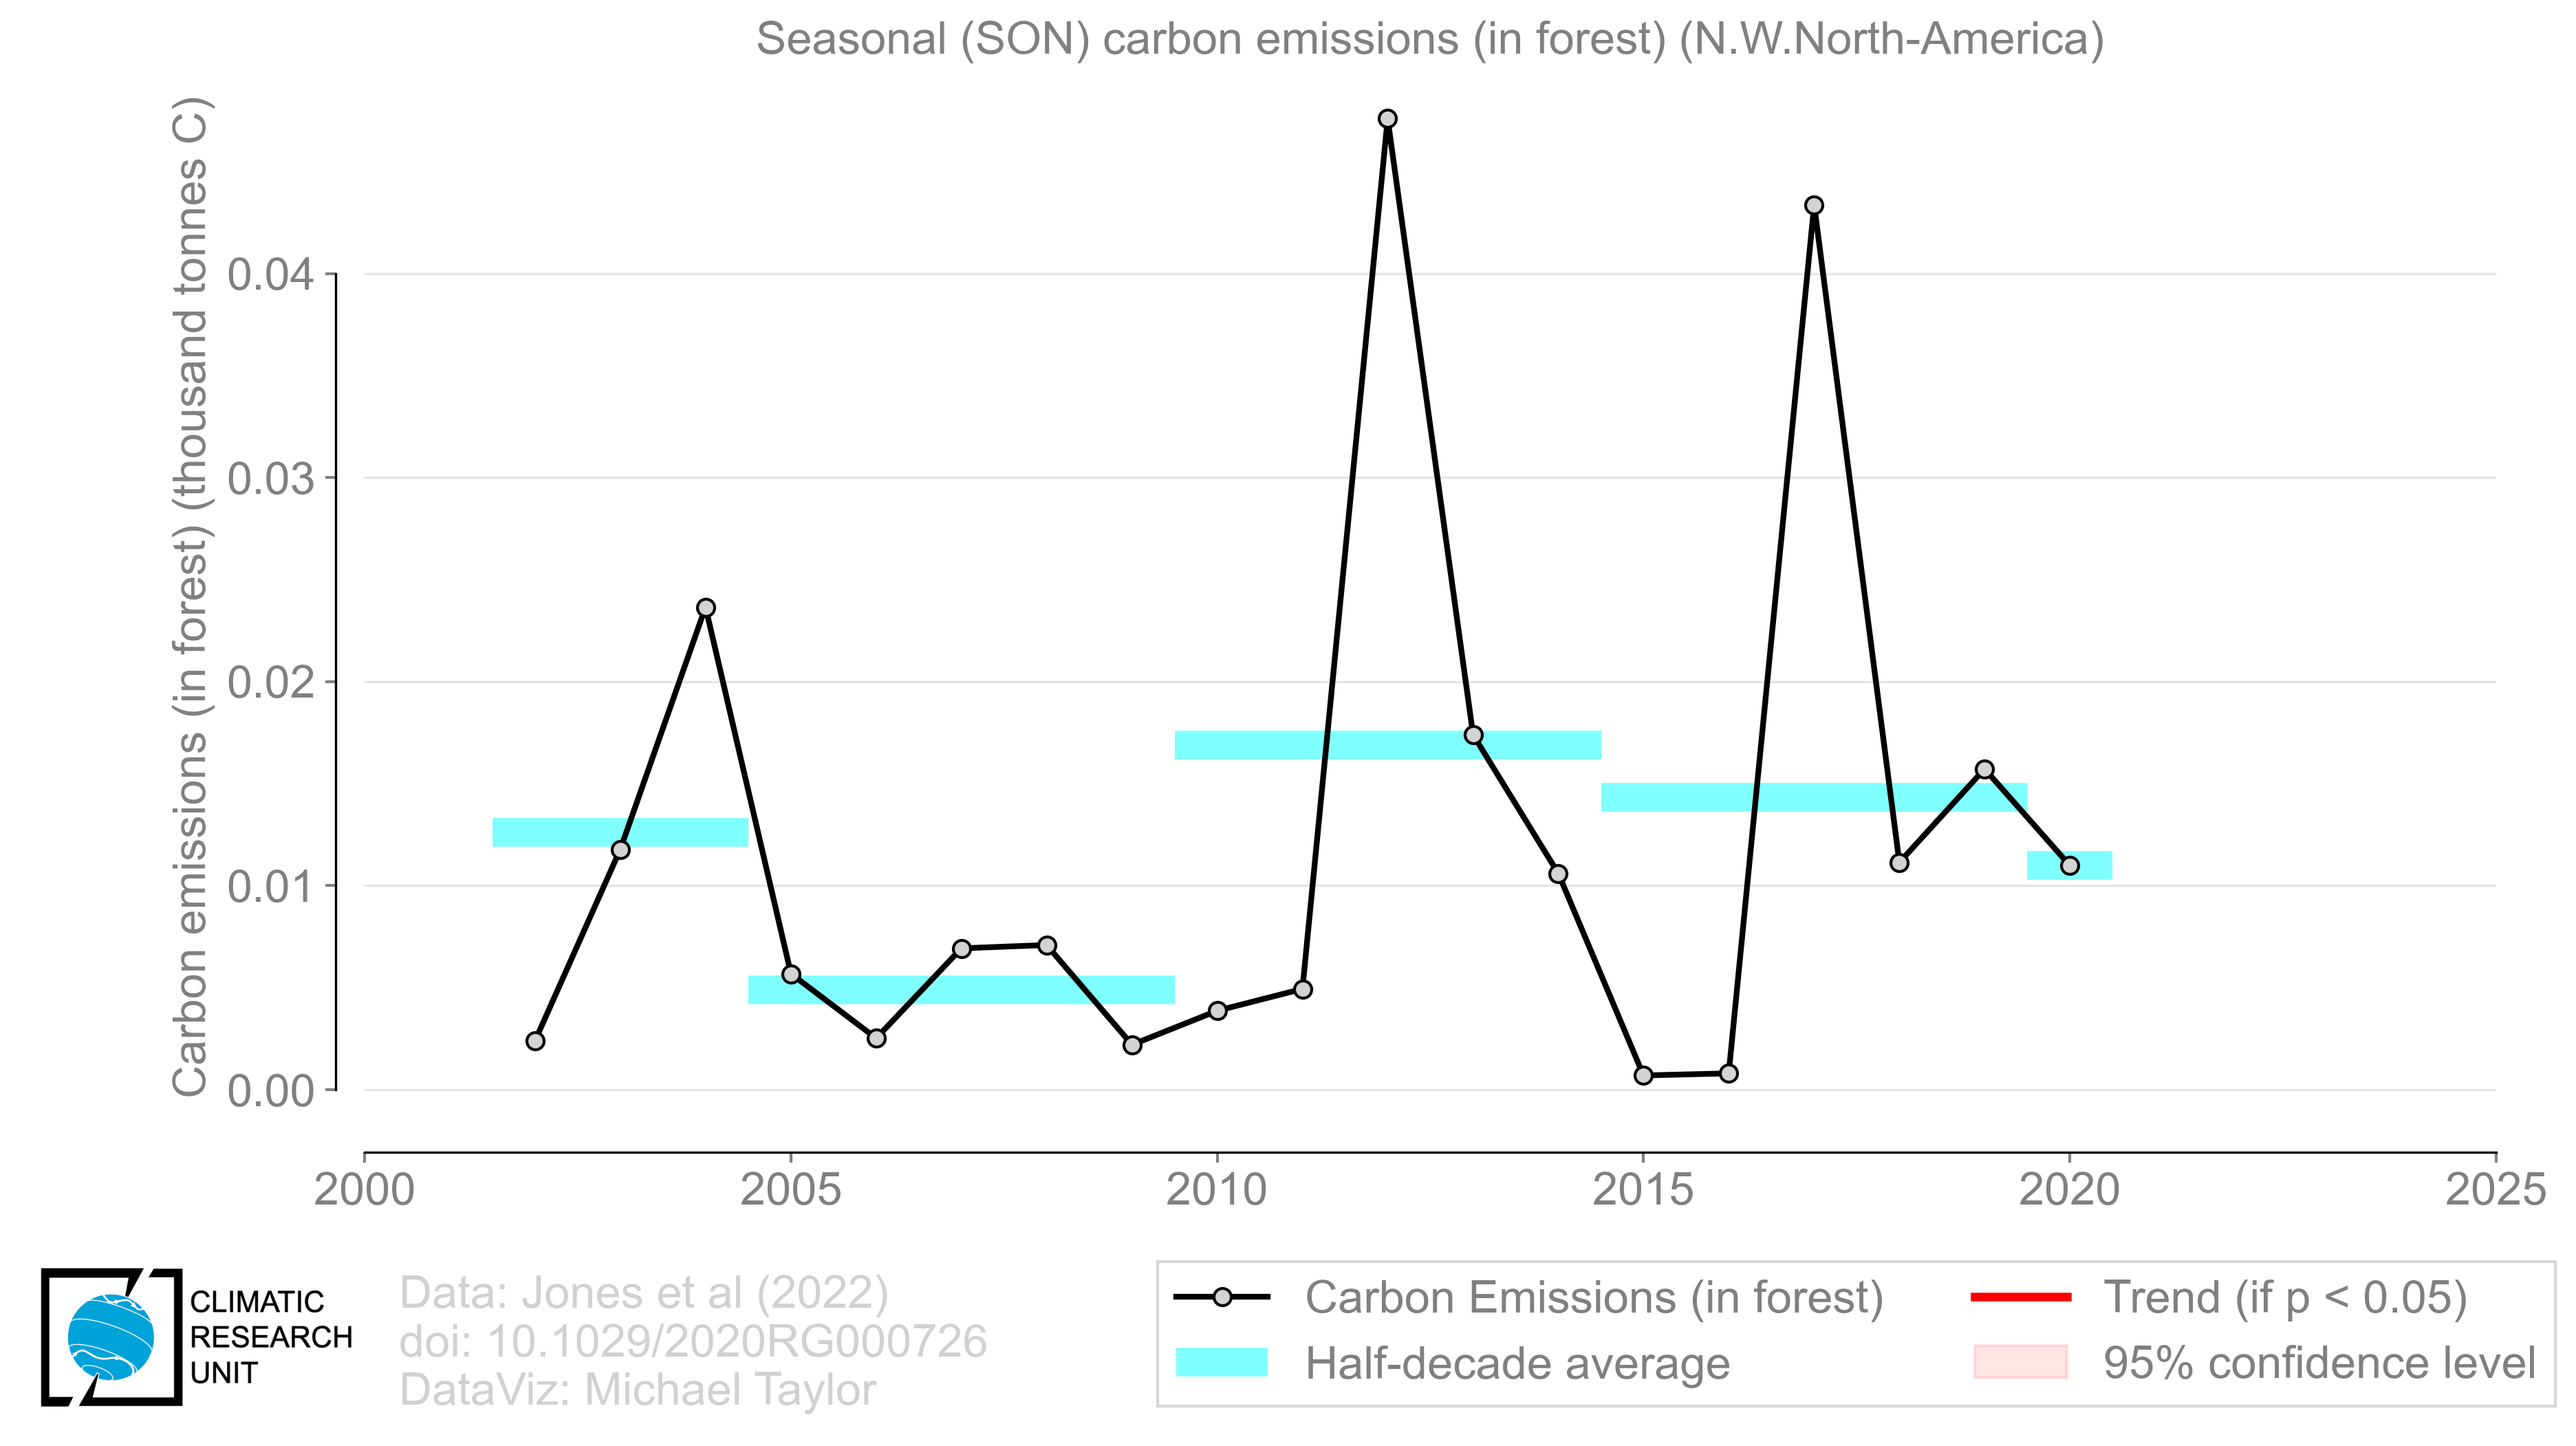 Seasonal (SON) carbon emissions (in forest) (N.W.North-America)
Carbon emissions (in forest) (thousand tonnes C)
0.04
0.03
0.02
0.01
0.00
2000 2005 2010 2015 2020 2025
CLIMATIC
RESEARCH
UNIT
Data: Jones et al (2022)
doi: 10.1029/2020RG000726
DataViz: Michael Taylor
Carbon Emissions (in forest)
Half-decade average
Trend (if p < 0.05)
95% confidence level